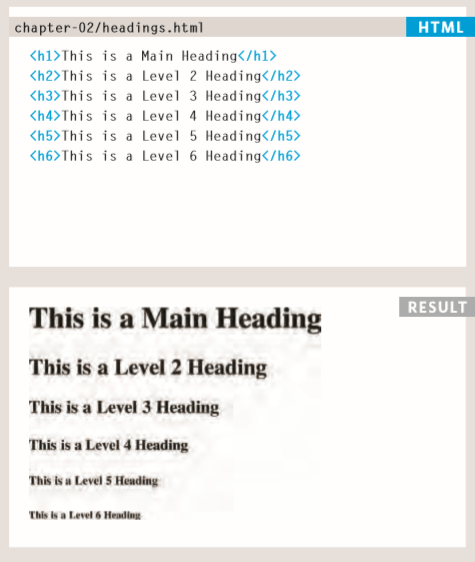 chapter-02/headings.html HTML
<h1>This is a Main Heading</h1>
<h2>This is a Level 2 Heading</h2>
<h3>This is a Level 3 Heading</h3>
<h4>This is a Level 4 Heading</h4>
<h5>This is a Level 5 Heading</h5>
<h6>This is a Level 6 Heading</h6>
RESULT
This is a Main Heading
This is a Level 2 Heading
This is a Level 3 Heading
This is a Level 4 Heading
This is a Level 5 Heading
This is a Level 6 Heading